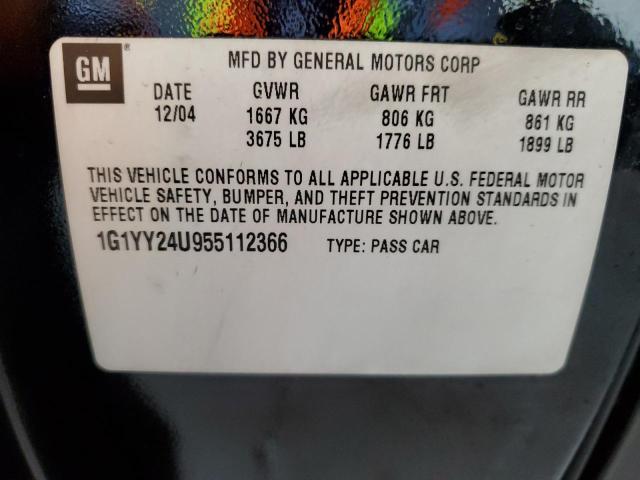 GM
MFD BY GENERAL MOTORS CORP
DATE GVWR GAWR FRT GAWR RR
12/04 1667 KG 806 KG 861 KG
3675 LB 1776 LB 1899 LB
THIS VEHICLE CONFORMS TO ALL APPLICABLE U.S. FEDERAL MOTOR
VEHICLE SAFETY, BUMPER, AND THEFT PREVENTION STANDARDS IN
EFFECT ON THE DATE OF MANUFACTURE SHOWN ABOVE.
1G1YY24U955112366 TYPE: PASS CAR